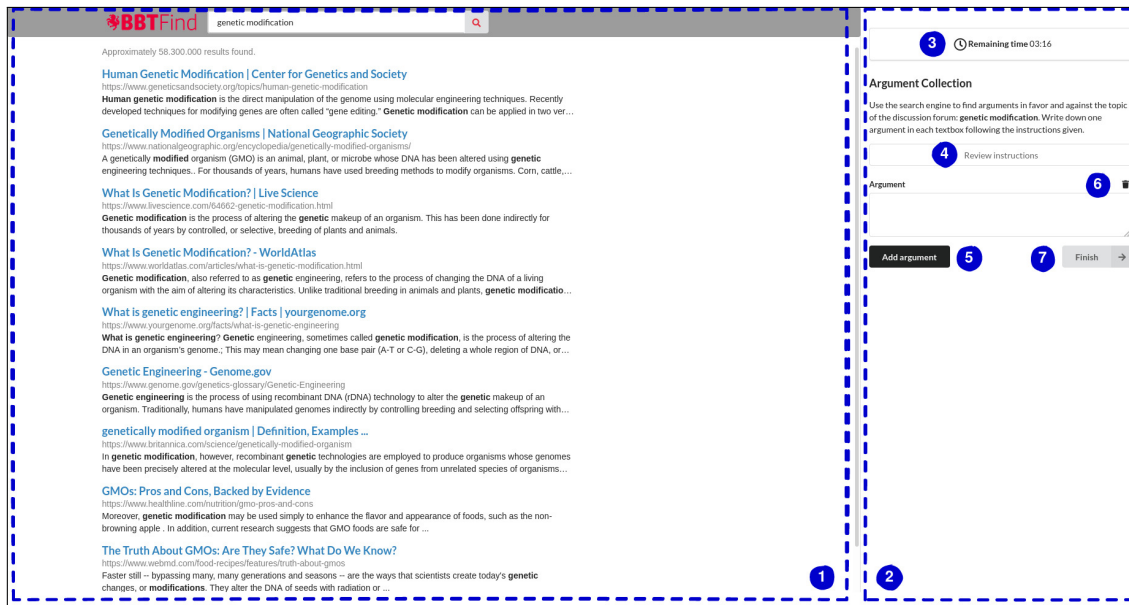 BBTFind
genetic modification
Approximately 58.300.000 results found.
Human Genetic Modification | Center for Genetics and Society
https://www.geneticsandsociety.org/topics/human-genetic-modification
Human genetic modification is the direct manipulation of the genome using molecular engineering techniques. Recently
developed techniques for modifying genes are often called "gene editing." Genetic modification can be applied in two ver…
Genetically Modified Organisms | National Geographic Society
https://www.nationalgeographic.org/encyclopedia/genetically-modified-organisms/
A genetically modified organism (GMO) is an animal, plant, or microbe whose DNA has been altered using genetic
engineering techniques.. For thousands of years, humans have used breeding methods to modify organisms. Corn, cattle,…
What Is Genetic Modification? | Live Science
https://www.livescience.com/64662-genetic-modification.html
Genetic modification is the process of altering the genetic makeup of an organism. This has been done indirectly for
thousands of years by controlled, or selective, breeding of plants and animals.
What Is Genetic Modification? - WorldAtlas
https://www.worldatlas.com/articles/what-is-genetic-modification.html
Genetic modification, also referred to as genetic engineering, refers to the process of changing the DNA of a living
organism with the aim of altering its characteristics. Unlike traditional breeding in animals and plants, genetic modificatio…
What is genetic engineering? | Facts | yourgenome.org
https://www.yourgenome.org/facts/what-is-genetic-engineering
What is genetic engineering? Genetic engineering, sometimes called genetic modification, is the process of altering the
DNA in an organism's genome.; This may mean changing one base pair (A-T or C-G), deleting a whole region of DNA, or…
Genetic Engineering - Genome.gov
https://www.genome.gov/genetics-glossary/Genetic-Engineering
Genetic engineering is the process of using recombinant DNA (rDNA) technology to alter the genetic makeup of an
organism. Traditionally, humans have manipulated genomes indirectly by controlling breeding and selecting offspring with…
genetically modified organism | Definition, Examples ...
https://www.britannica.com/science/genetically-modified-organism
In genetic modification, however, recombinant genetic technologies are employed to produce organisms whose genomes
have been precisely altered at the molecular level, usually by the inclusion of genes from unrelated species of organisms…
GMOs: Pros and Cons, Backed by Evidence
https://www.healthline.com/nutrition/gmo-pros-and-cons
Moreover, genetic modification may be used simply to enhance the flavor and appearance of foods, such as the non-
browning apple . In addition, current research suggests that GMO foods are safe for ...
The Truth About GMOs: Are They Safe? What Do We Know?
https://www.webmd.com/food-recipes/features/truth-about-gmos
Faster still -- bypassing many, many generations and seasons -- are the ways that scientists create today's genetic
changes, or modifications. They alter the DNA of seeds with radiation or ...
1
3 Remaining time 03:16
Argument Collection
Use the search engine to find arguments in favor and against the topic
of the discussion forum: genetic modification. Write down one
argument in each textbox following the instructions given.
4 Review instructions
Argument 6
Add argument 5 7 Finish
2